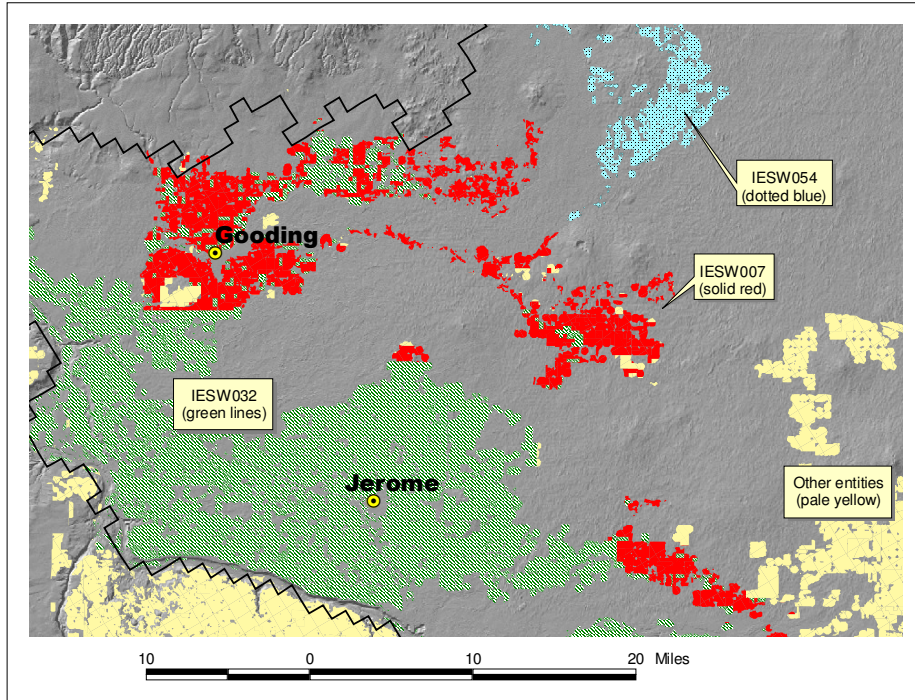 IESW054
(dotted blue)
Gooding
IESW007
(solid red)
IESW032
(green lines)
Jerome
Other entities
(pale yellow)
10 0 10 20 Miles